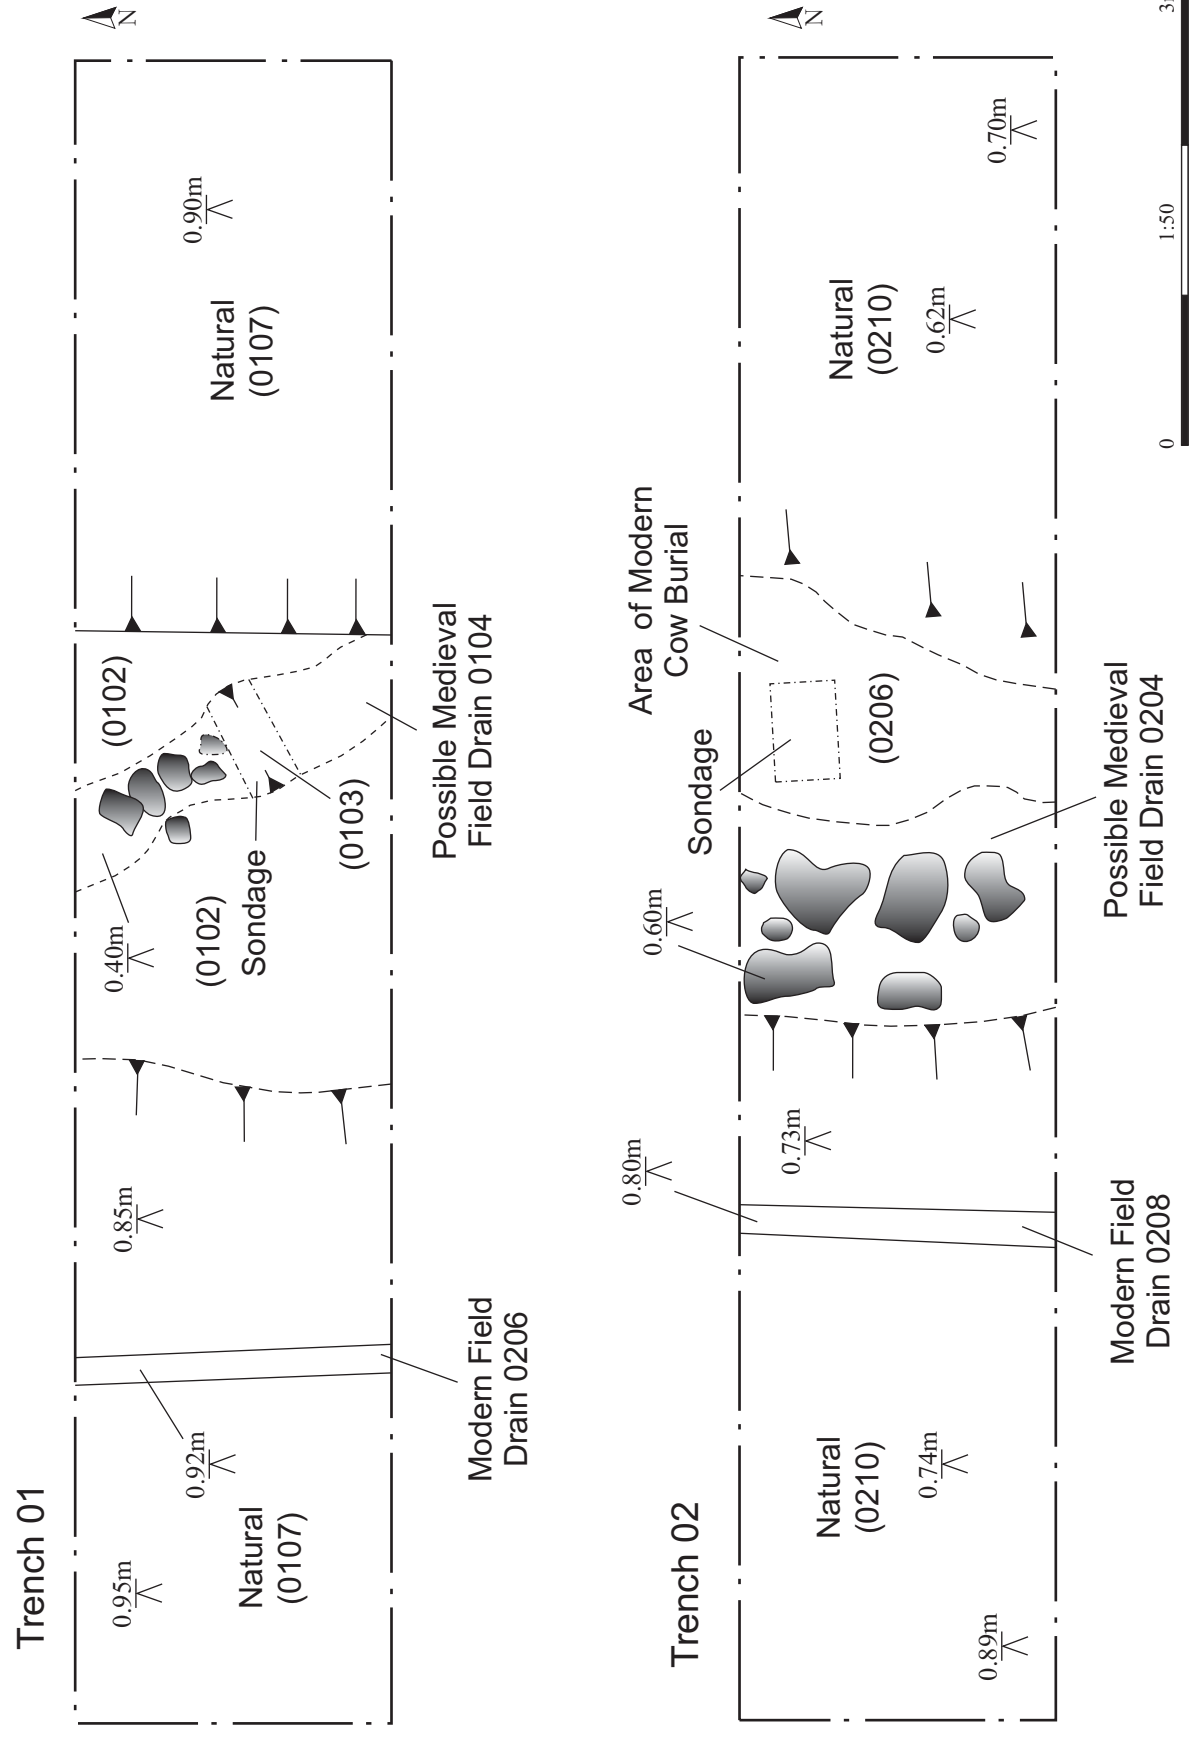 Trench 01
N
0.95m
Natural
(0107)
0.92m
Modern Field
Drain 0206
0.85m
0.40m
(0102)
Sondage
(0103)
(0102)
Possible Medieval
Field Drain 0104
Natural
(0107)
0.90m
Trench 02
N
0.89m
Natural
(0210)
0.74m
0.80m
Modern Field
Drain 0208
0.73m
0.60m
Sondage
Possible Medieval
Field Drain 0204
(0206)
Area of Modern
Cow Burial
Natural
(0210)
0.62m
0.70m
0
1:50